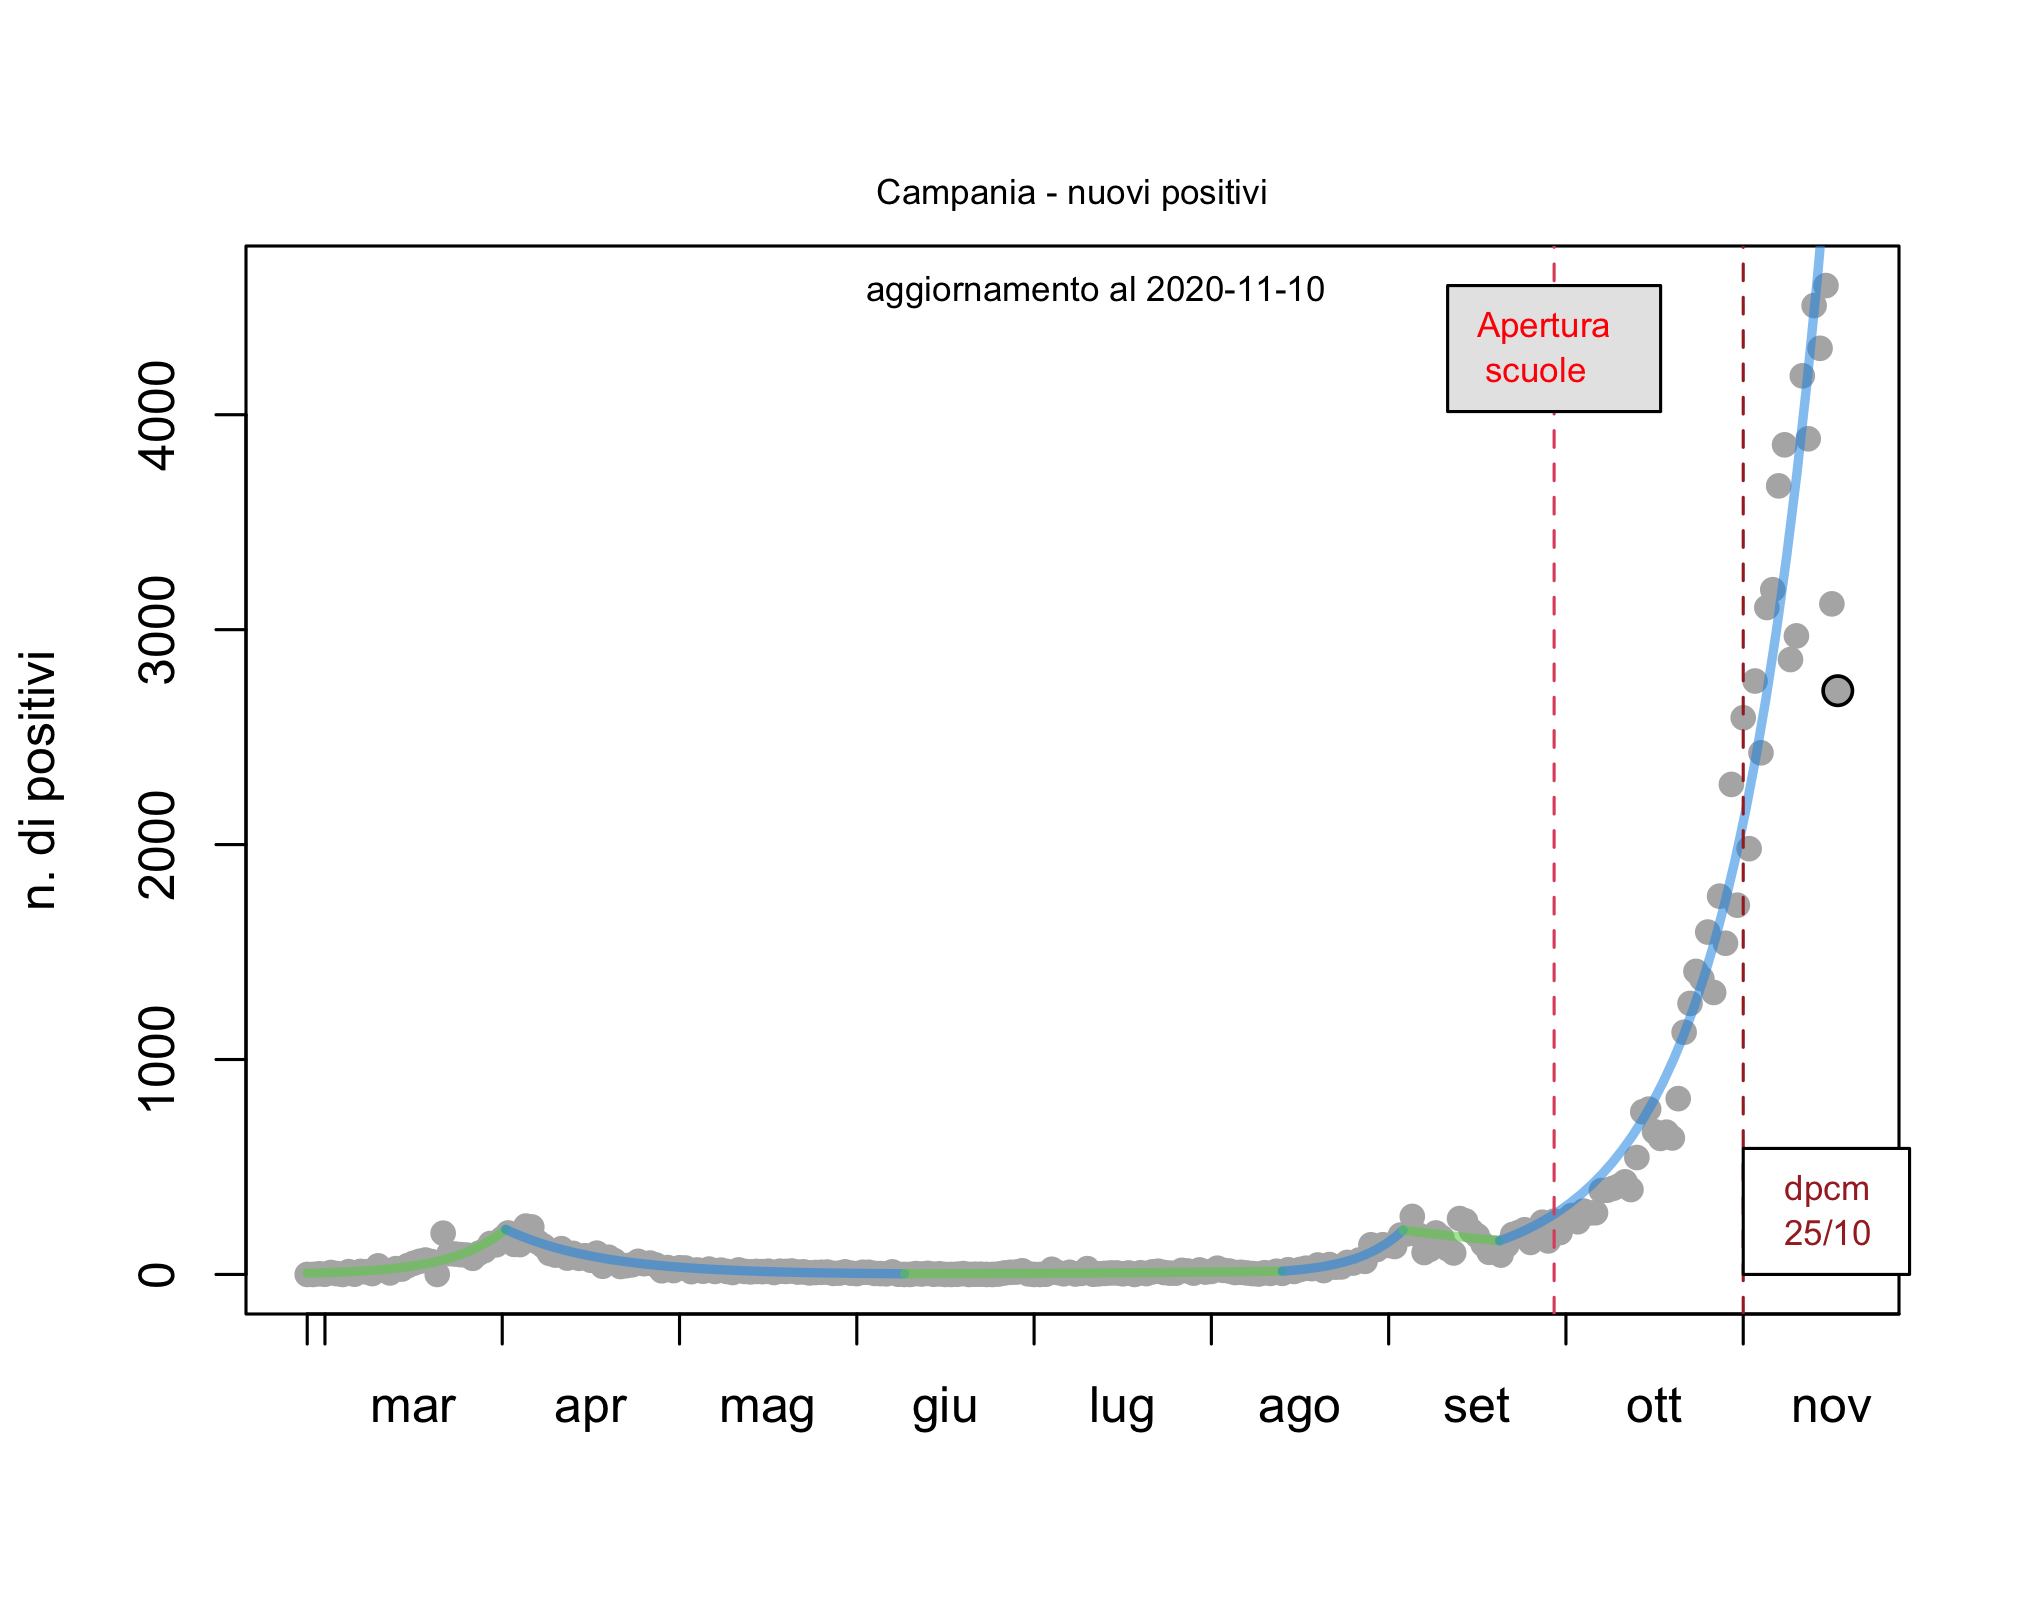 Campania - nuovi positivi
aggiornamento al 2020-11-10
Apertura
scuole
n. di positivi
4000
3000
2000
1000
0
dpcm
25/10
mar apr mag giu lug ago set ott nov